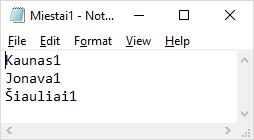 Miestai1 - Not...
File Edit Format View Help
Kaunas1
Jonava1
Šiauliai1